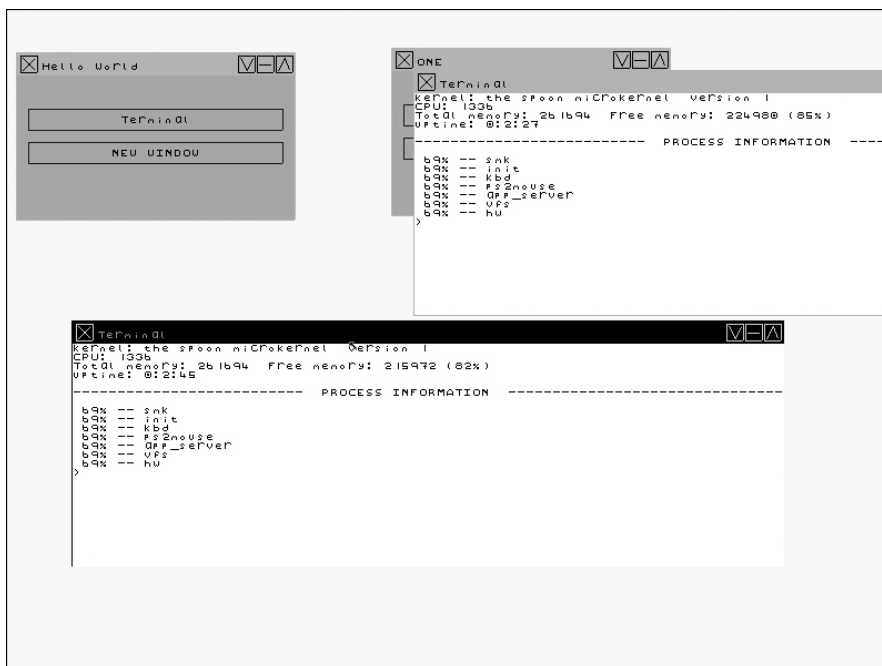 Hello World
Terminal
NEW WINDOW
ONE
Terminal
kernel: the spoon microkernel version 1
CPU: 1336
Total memory: 261694 Free memory: 224980 (85%)
uptime: 0:2:27
--------------------------- PROCESS INFORMATION ----
69% -- smk
69% -- init
69% -- kbd
69% -- ps2mouse
69% -- app_server
69% -- vfs
69% -- hw
>
Terminal
kernel: the spoon microkernel version 1
CPU: 1336
Total memory: 261694 Free memory: 215972 (82%)
uptime: 0:2:45
--------------------------- PROCESS INFORMATION --------------------------------
69% -- smk
69% -- init
69% -- kbd
69% -- ps2mouse
69% -- app_server
69% -- vfs
69% -- hw
>